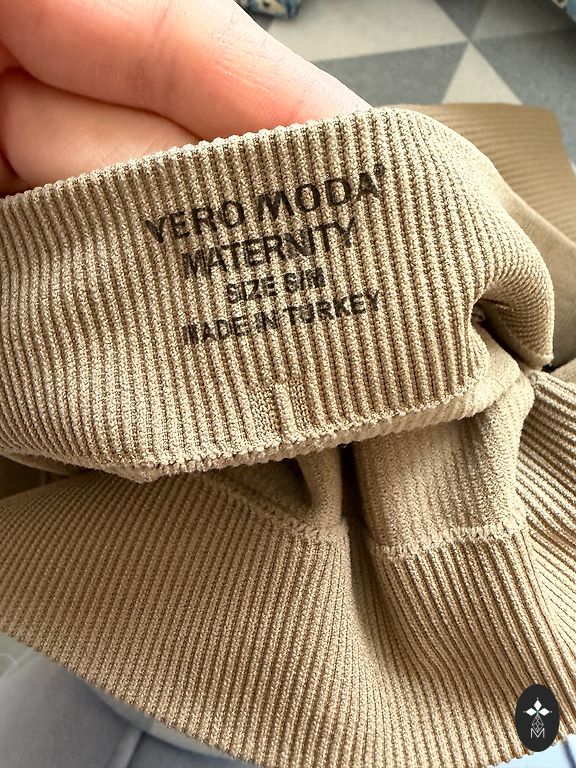 VERO MODA®
MATERNITY
SIZE S/M
MADE IN TURKEY